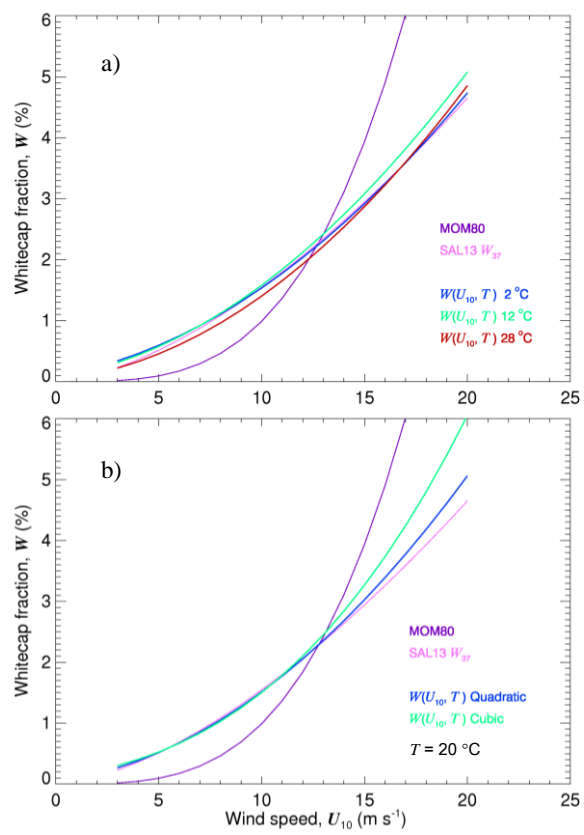 a)
6
5
4
3
2
1
0
Whitecap fraction, W (%)
MOM80
SAL13 W₃₇
W(U₁₀, T) 2 °C
W(U₁₀, T) 12 °C
W(U₁₀, T) 28 °C
0 5 10 15 20 25
b)
6
5
4
3
2
1
0
Whitecap fraction, W (%)
MOM80
SAL13 W₃₇
W(U₁₀, T) Quadratic
W(U₁₀, T) Cubic
T = 20 °C
0 5 10 15 20 25
Wind speed, U₁₀ (m s⁻¹)